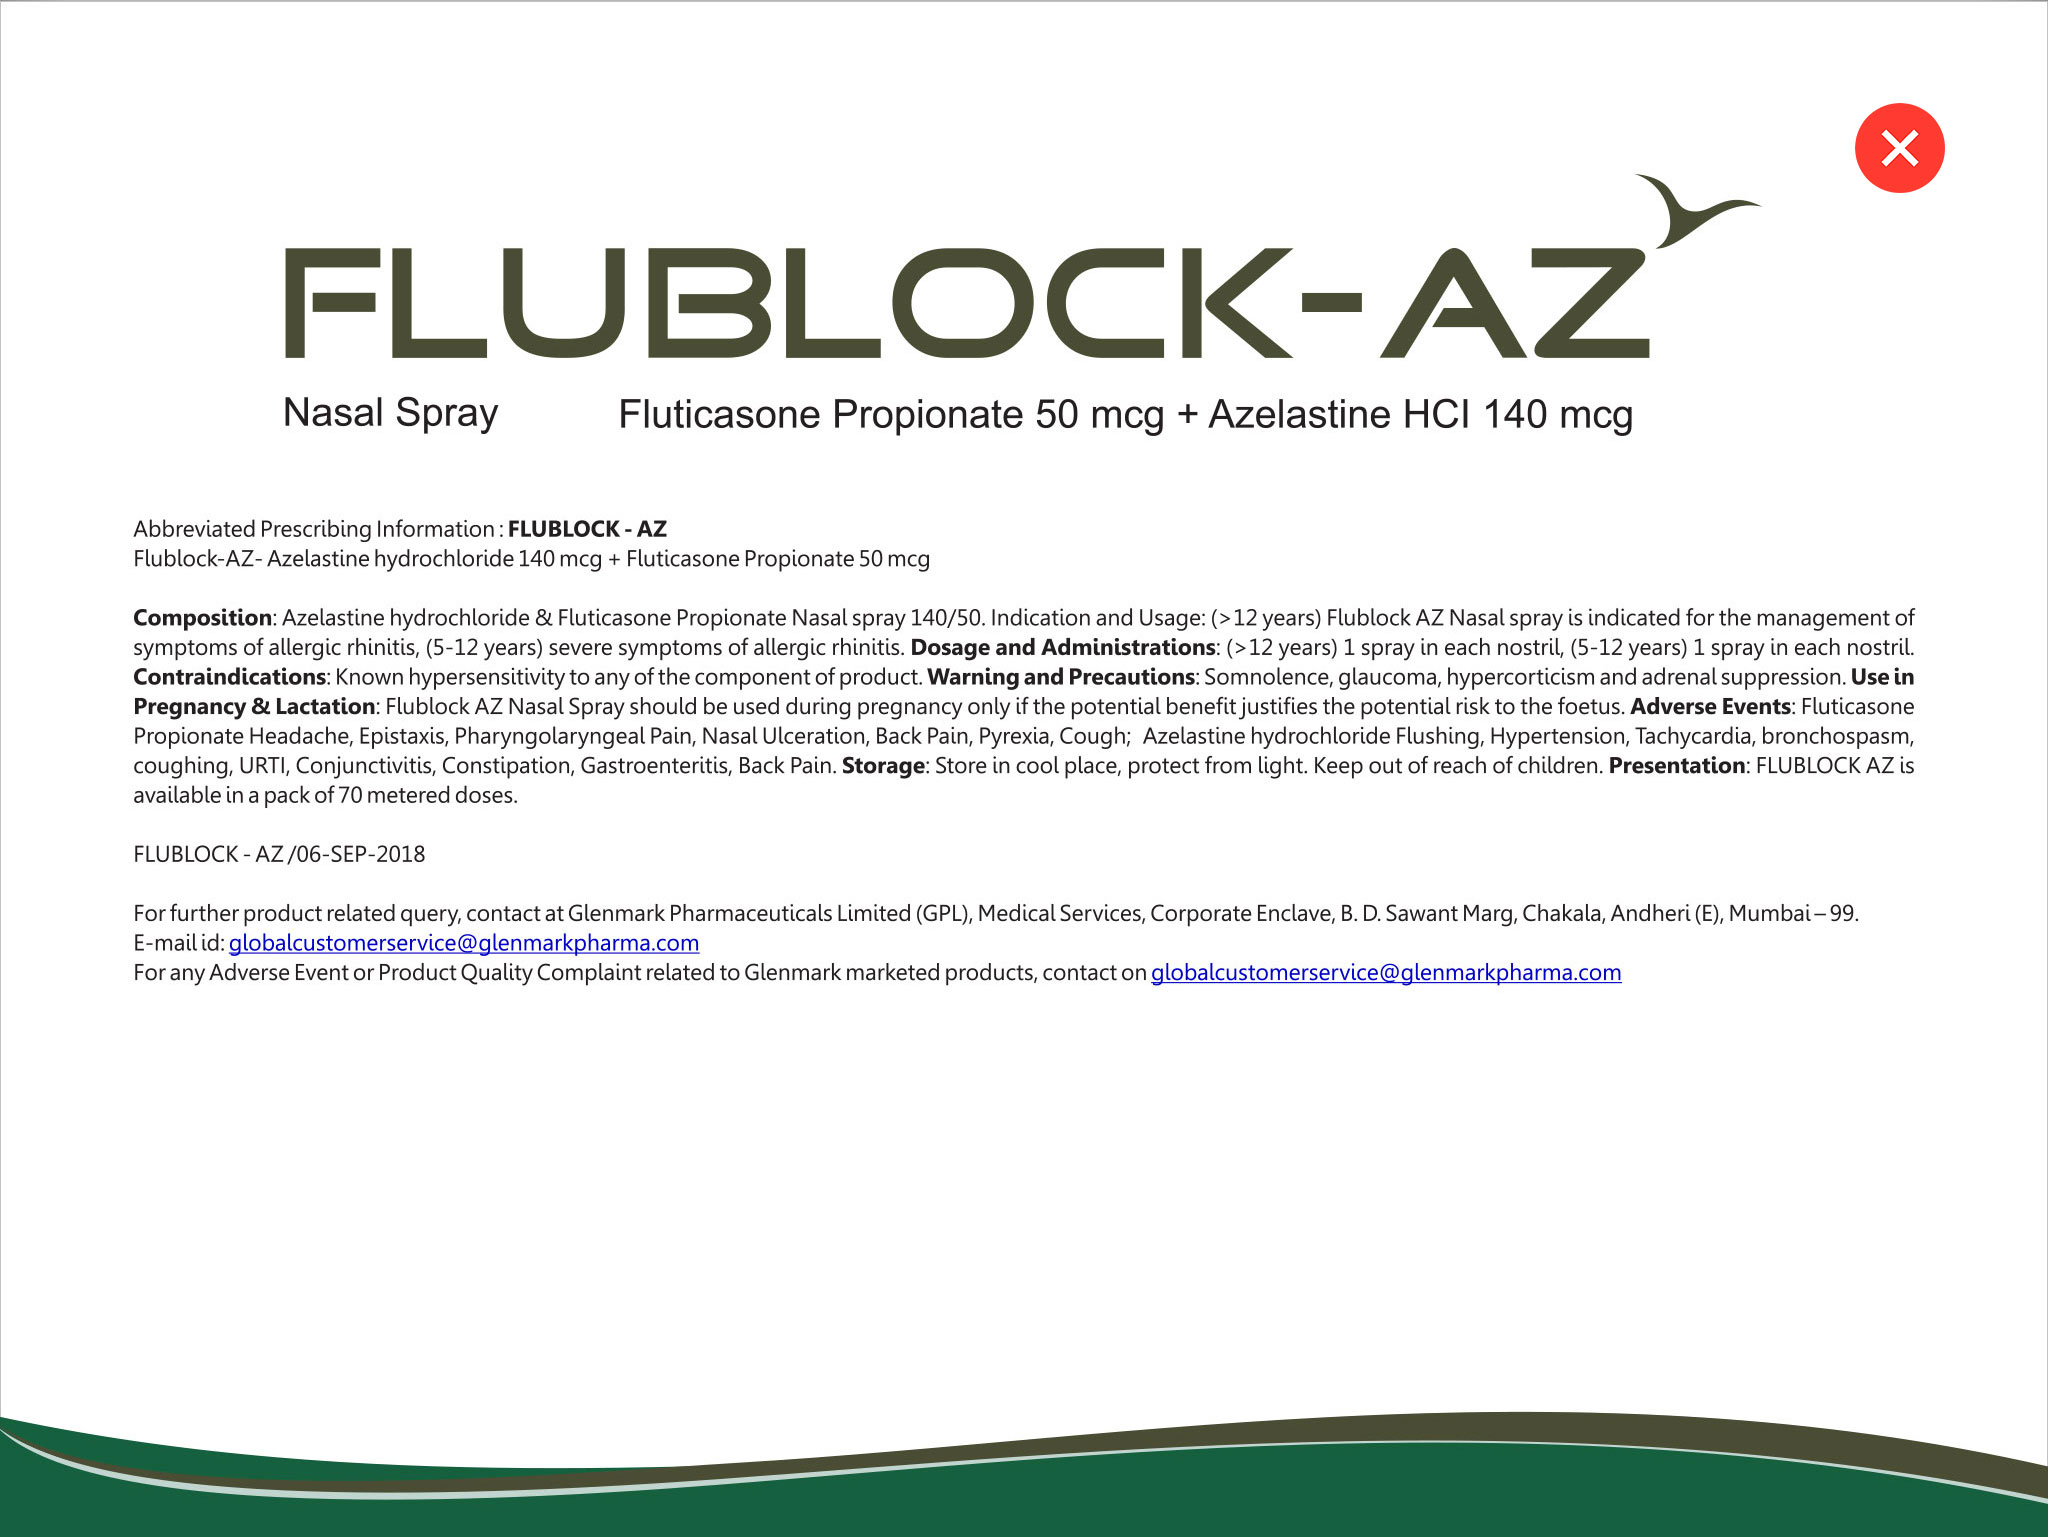 FLUBLOCK-AZ
Nasal Spray Fluticasone Propionate 50 mcg + Azelastine HCl 140 mcg
Abbreviated Prescribing Information : FLUBLOCK - AZ
Flublock-AZ- Azelastine hydrochloride 140 mcg + Fluticasone Propionate 50 mcg
Composition: Azelastine hydrochloride & Fluticasone Propionate Nasal spray 140/50. Indication and Usage: (>12 years) Flublock AZ Nasal spray is indicated for the management of
symptoms of allergic rhinitis, (5-12 years) severe symptoms of allergic rhinitis. Dosage and Administrations: (>12 years) 1 spray in each nostril, (5-12 years) 1 spray in each nostril.
Contraindications: Known hypersensitivity to any of the component of product. Warning and Precautions: Somnolence, glaucoma, hypercorticism and adrenal suppression. Use in
Pregnancy & Lactation: Flublock AZ Nasal Spray should be used during pregnancy only if the potential benefit justifies the potential risk to the foetus. Adverse Events: Fluticasone
Propionate Headache, Epistaxis, Pharyngolaryngeal Pain, Nasal Ulceration, Back Pain, Pyrexia, Cough; Azelastine hydrochloride Flushing, Hypertension, Tachycardia, bronchospasm,
coughing, URTI, Conjunctivitis, Constipation, Gastroenteritis, Back Pain. Storage: Store in cool place, protect from light. Keep out of reach of children. Presentation: FLUBLOCK AZ is
available in a pack of 70 metered doses.
FLUBLOCK - AZ /06-SEP-2018
For further product related query, contact at Glenmark Pharmaceuticals Limited (GPL), Medical Services, Corporate Enclave, B. D. Sawant Marg, Chakala, Andheri (E), Mumbai – 99.
E-mail id: globalcustomerservice@glenmarkpharma.com
For any Adverse Event or Product Quality Complaint related to Glenmark marketed products, contact on globalcustomerservice@glenmarkpharma.com